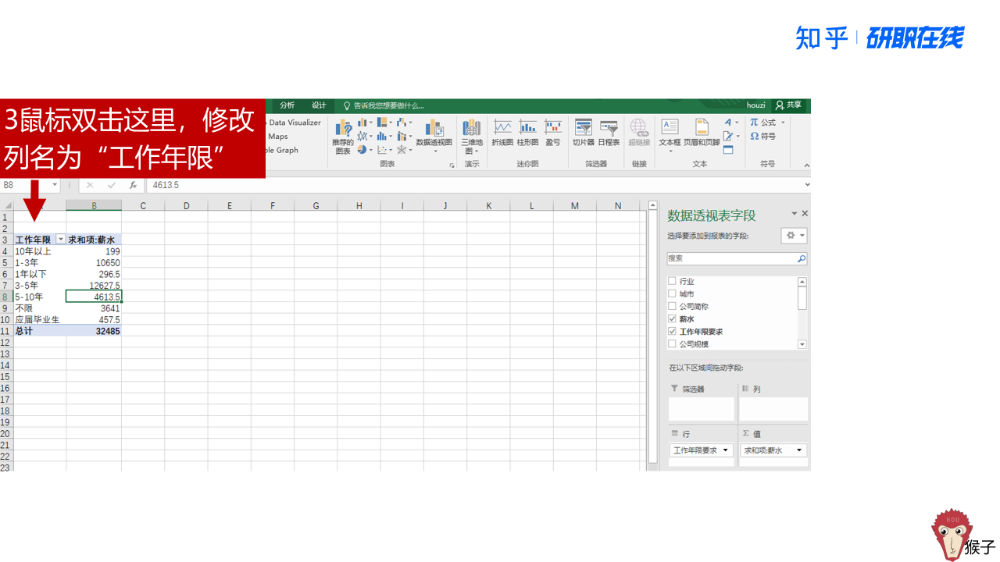 知乎 | 研职在线
3鼠标双击这里，修改
列名为“工作年限”
分析 设计 告诉我您想要做什么... houzi 共享
Data Visualizer
Maps
ple Graph
推荐的图表 数据透视图 三维地图 折线图 柱形图 盈亏 切片器 日程表 超链接 文本框 页眉和页脚 π 公式
Ω 符号
图表 演示 迷你图 筛选器 链接 文本 符号
B8 fx 4613.5
B C D E F G H I J K L M N
1
2
3 工作年限 求和项:薪水
4 10年以上 199
5 1-3年 10650
6 1年以下 296.5
7 3-5年 12627.5
8 5-10年 4613.5
9 不限 3641
10 应届毕业生 457.5
11 总计 32485
12
13
14
15
16
17
18
19
20
21
22
23
数据透视表字段
选择要添加到报表的字段:
搜索
行业
城市
公司简称
薪水
工作年限要求
公司规模
在以下区域间拖动字段:
筛选器 列
行 Σ 值
工作年限要求 求和项:薪水
HOU
猴子